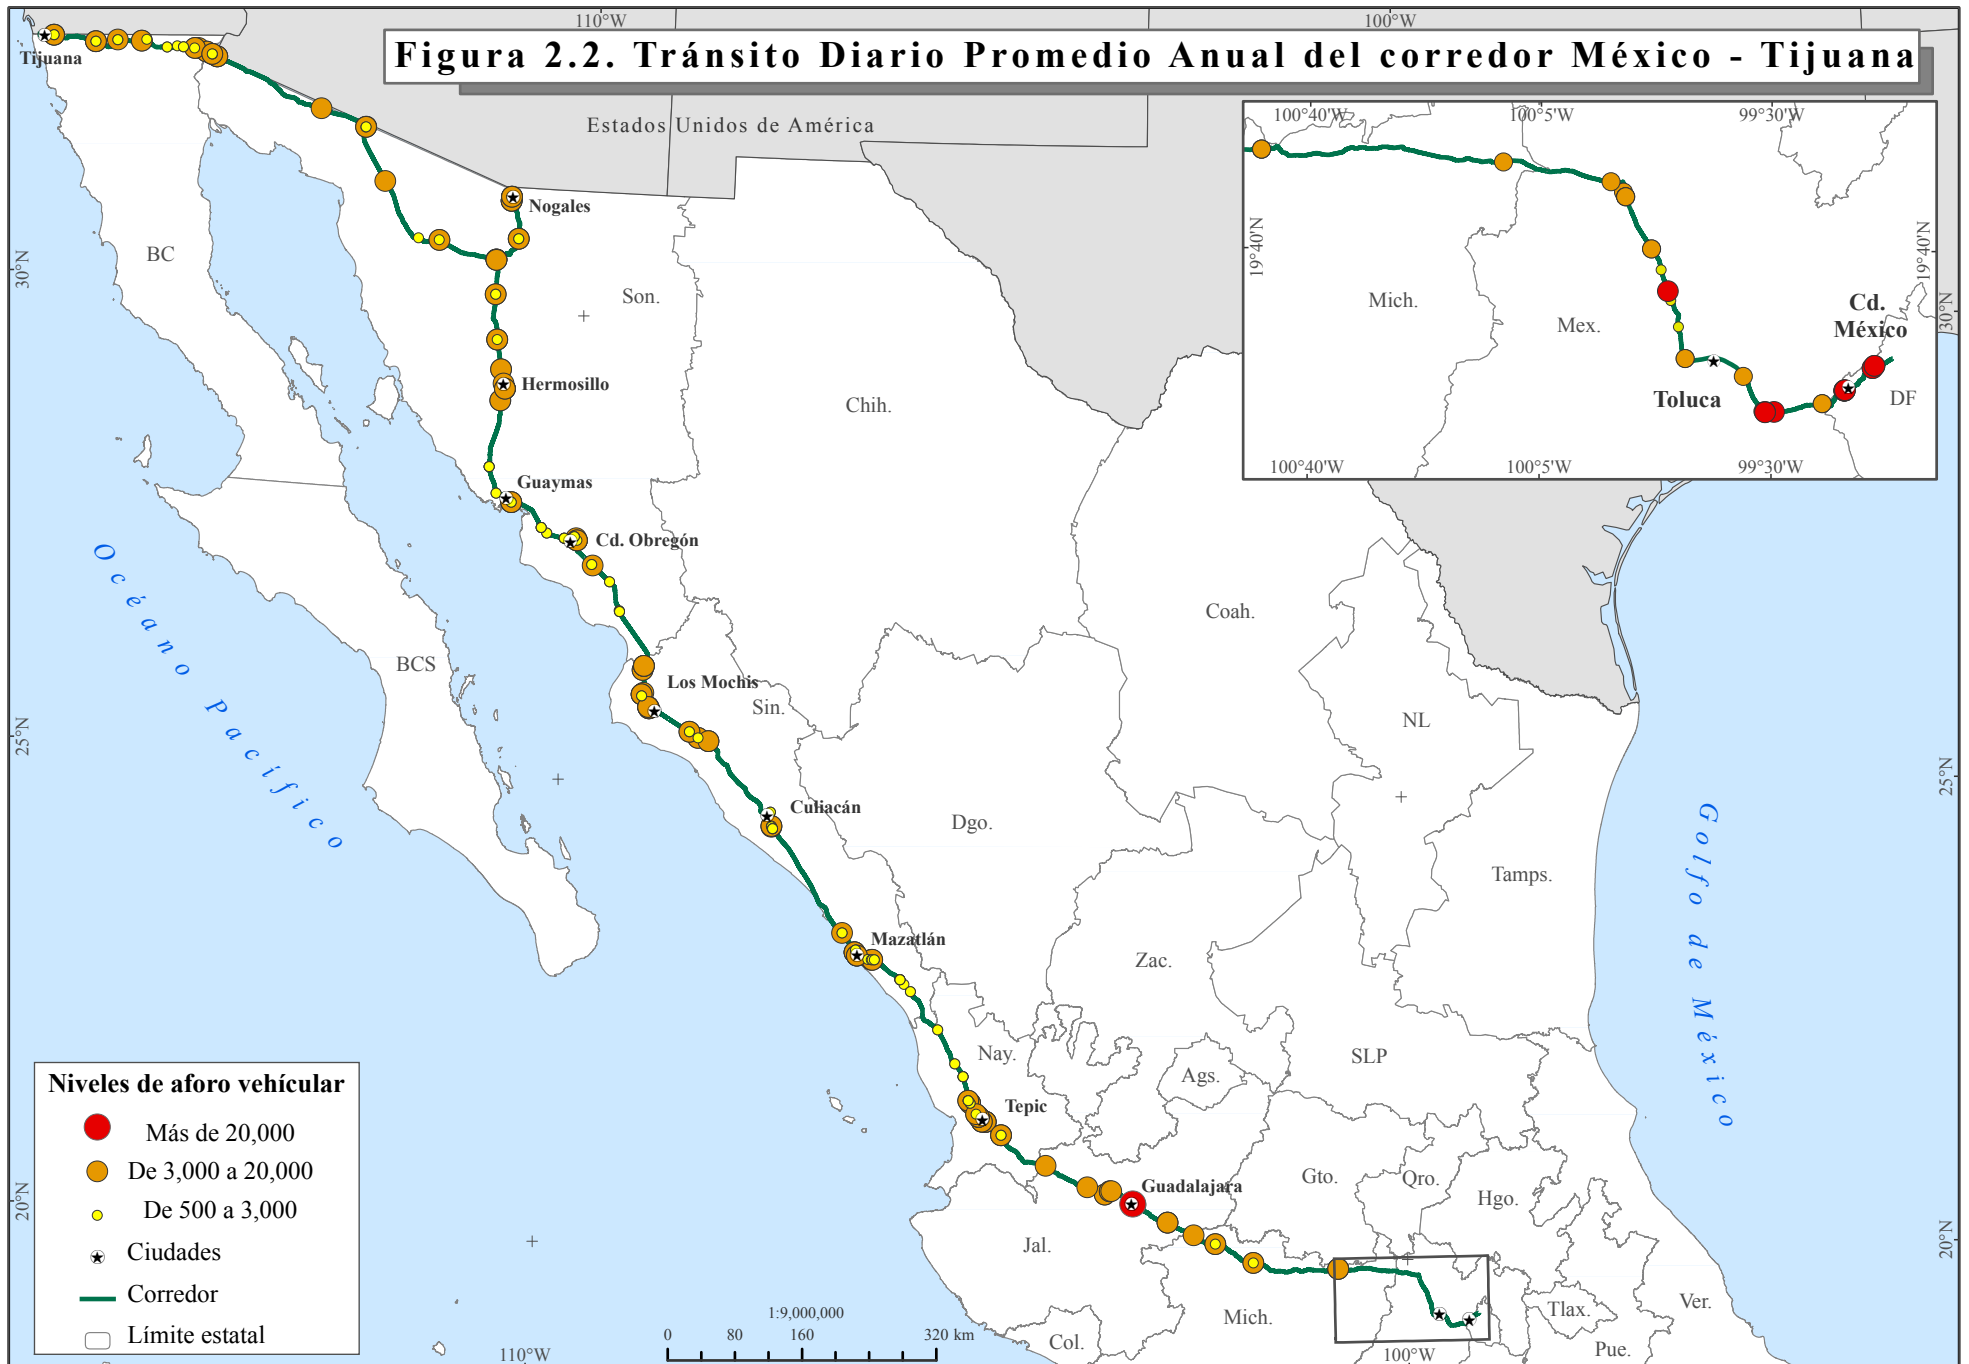 110°W
100°W
Figura 2.2. Tránsito Diario Promedio Anual del corredor México - Tijuana
Tijuana
Estados Unidos de América
100°40'W
100°5'W
99°30'W
Nogales
BC
30°N
Son.
19°40'N
19°40'N
Mich.
Mex.
Cd.
México
30°N
Hermosillo
Chih.
Toluca
DF
100°40'W
100°5'W
99°30'W
Guaymas
Cd. Obregón
Océano Pacífico
Coah.
BCS
Los Mochis
Sin.
NL
25°N
25°N
Culiacán
Dgo.
Golfo de México
Tamps.
Mazatlán
Zac.
Nay.
SLP
Ags.
Niveles de aforo vehícular
Más de 20,000
De 3,000 a 20,000
De 500 a 3,000
Ciudades
Corredor
Límite estatal
Tepic
Guadalajara
Gto.
Qro.
Hgo.
20°N
20°N
Jal.
Mich.
Tlax.
Ver.
Col.
Pue.
1:9,000,000
0 80 160 320 km
110°W
100°W